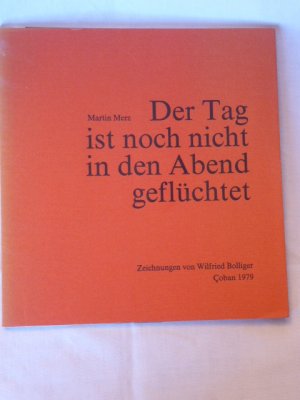 Martin Merz Der Tag
ist noch nicht
in den Abend
geflüchtet
Zeichnungen von Wilfried Bolliger
Çoban 1979